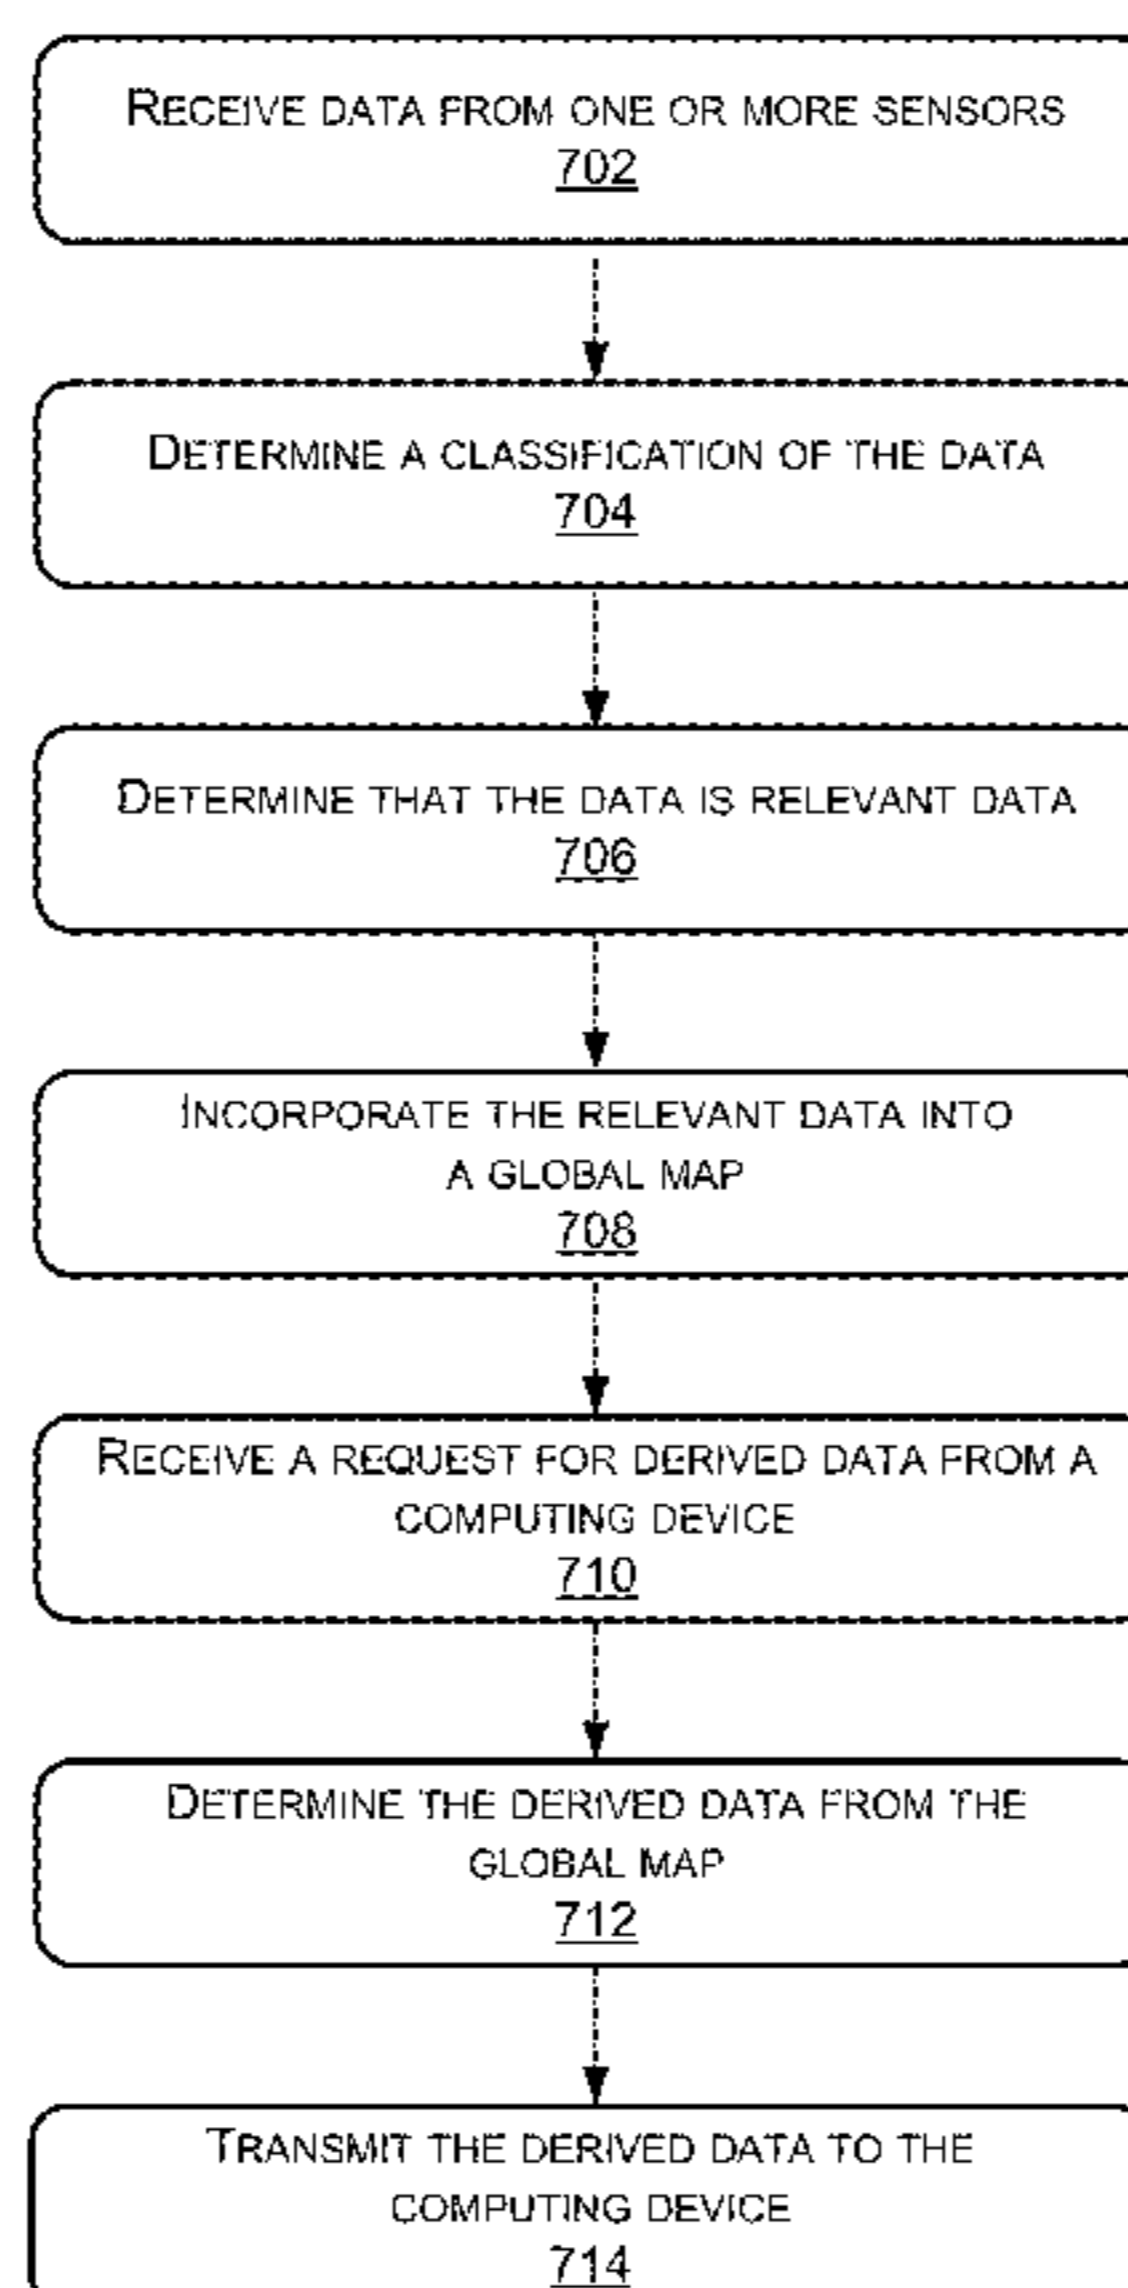 RECEIVE DATA FROM ONE OR MORE SENSORS
702
DETERMINE A CLASSIFICATION OF THE DATA
704
DETERMINE THAT THE DATA IS RELEVANT DATA
706
INCORPORATE THE RELEVANT DATA INTO
A GLOBAL MAP
708
RECEIVE A REQUEST FOR DERIVED DATA FROM A
COMPUTING DEVICE
710
DETERMINE THE DERIVED DATA FROM THE
GLOBAL MAP
712
TRANSMIT THE DERIVED DATA TO THE
COMPUTING DEVICE
714